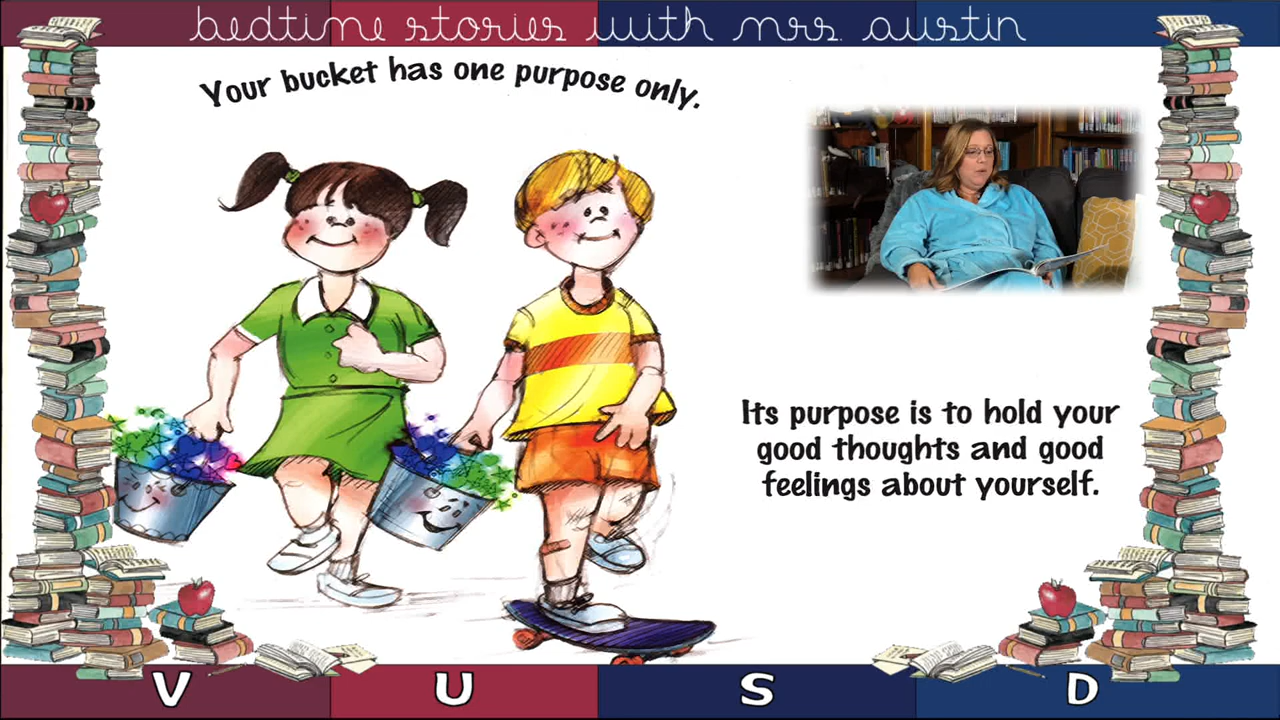 bedtime stories with mrs. austin
Your bucket has one purpose only.
Its purpose is to hold your
good thoughts and good
feelings about yourself.
V U S D